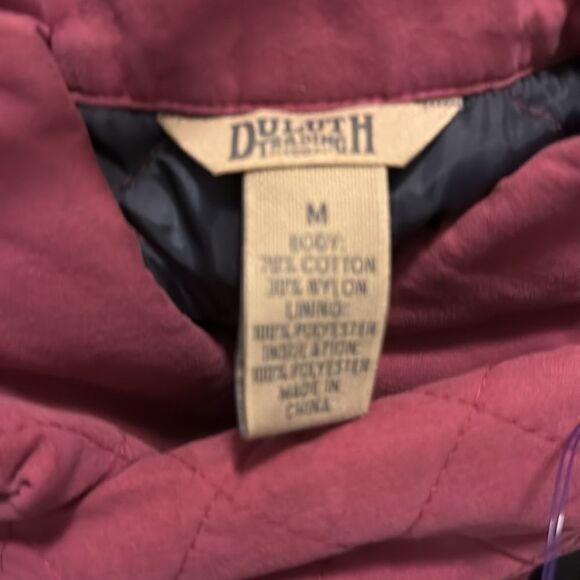 DULUTH
TRADING
M
BODY:
70% COTTON
30% NYLON
LINING:
100% POLYESTER
INSULATION:
100% POLYESTER
MADE IN
CHINA